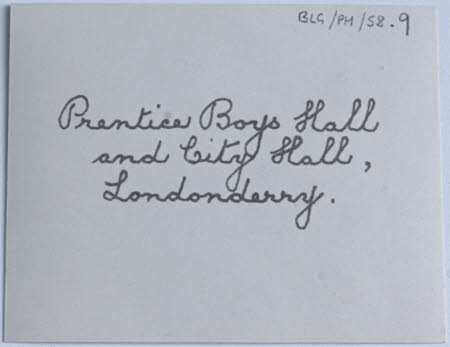 BLG/PH/58.9
Prentice Boys Hall
and City Hall,
Londonderry.